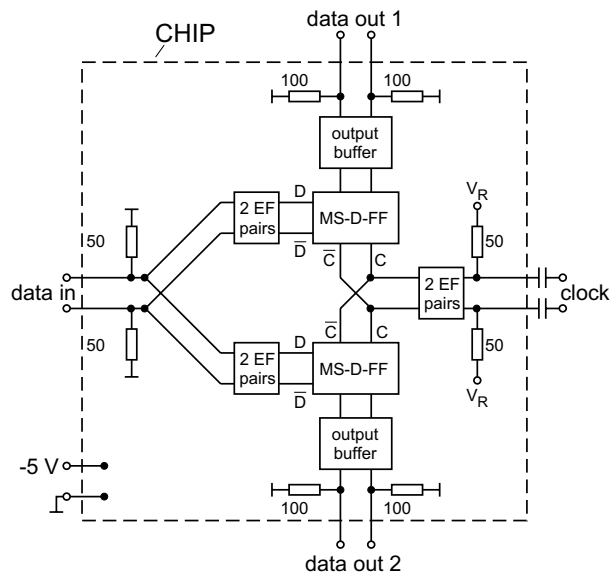 data out 1
CHIP
100
100
output
buffer
2 EF
pairs
D
D̅
MS-D-FF
V_R
50
50
C̅
C
data in
2 EF
pairs
clock
50
50
C̅
C
2 EF
pairs
D
D̅
MS-D-FF
V_R
output
buffer
-5 V
100
100
data out 2